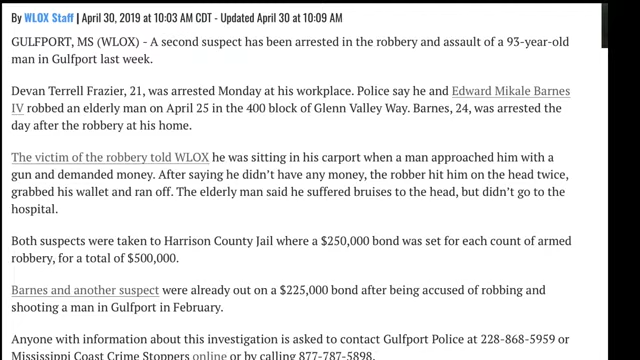 By WLOX Staff | April 30, 2019 at 10:03 AM CDT - Updated April 30 at 10:09 AM
GULFPORT, MS (WLOX) - A second suspect has been arrested in the robbery and assault of a 93-year-old
man in Gulfport last week.
Devan Terrell Frazier, 21, was arrested Monday at his workplace. Police say he and Edward Mikale Barnes
IV robbed an elderly man on April 25 in the 400 block of Glenn Valley Way. Barnes, 24, was arrested the
day after the robbery at his home.
The victim of the robbery told WLOX he was sitting in his carport when a man approached him with a
gun and demanded money. After saying he didn't have any money, the robber hit him on the head twice,
grabbed his wallet and ran off. The elderly man said he suffered bruises to the head, but didn't go to the
hospital.
Both suspects were taken to Harrison County Jail where a $250,000 bond was set for each count of armed
robbery, for a total of $500,000.
Barnes and another suspect were already out on a $225,000 bond after being accused of robbing and
shooting a man in Gulfport in February.
Anyone with information about this investigation is asked to contact Gulfport Police at 228-868-5959 or
Mississippi Coast Crime Stoppers online or by calling 877-787-5898.